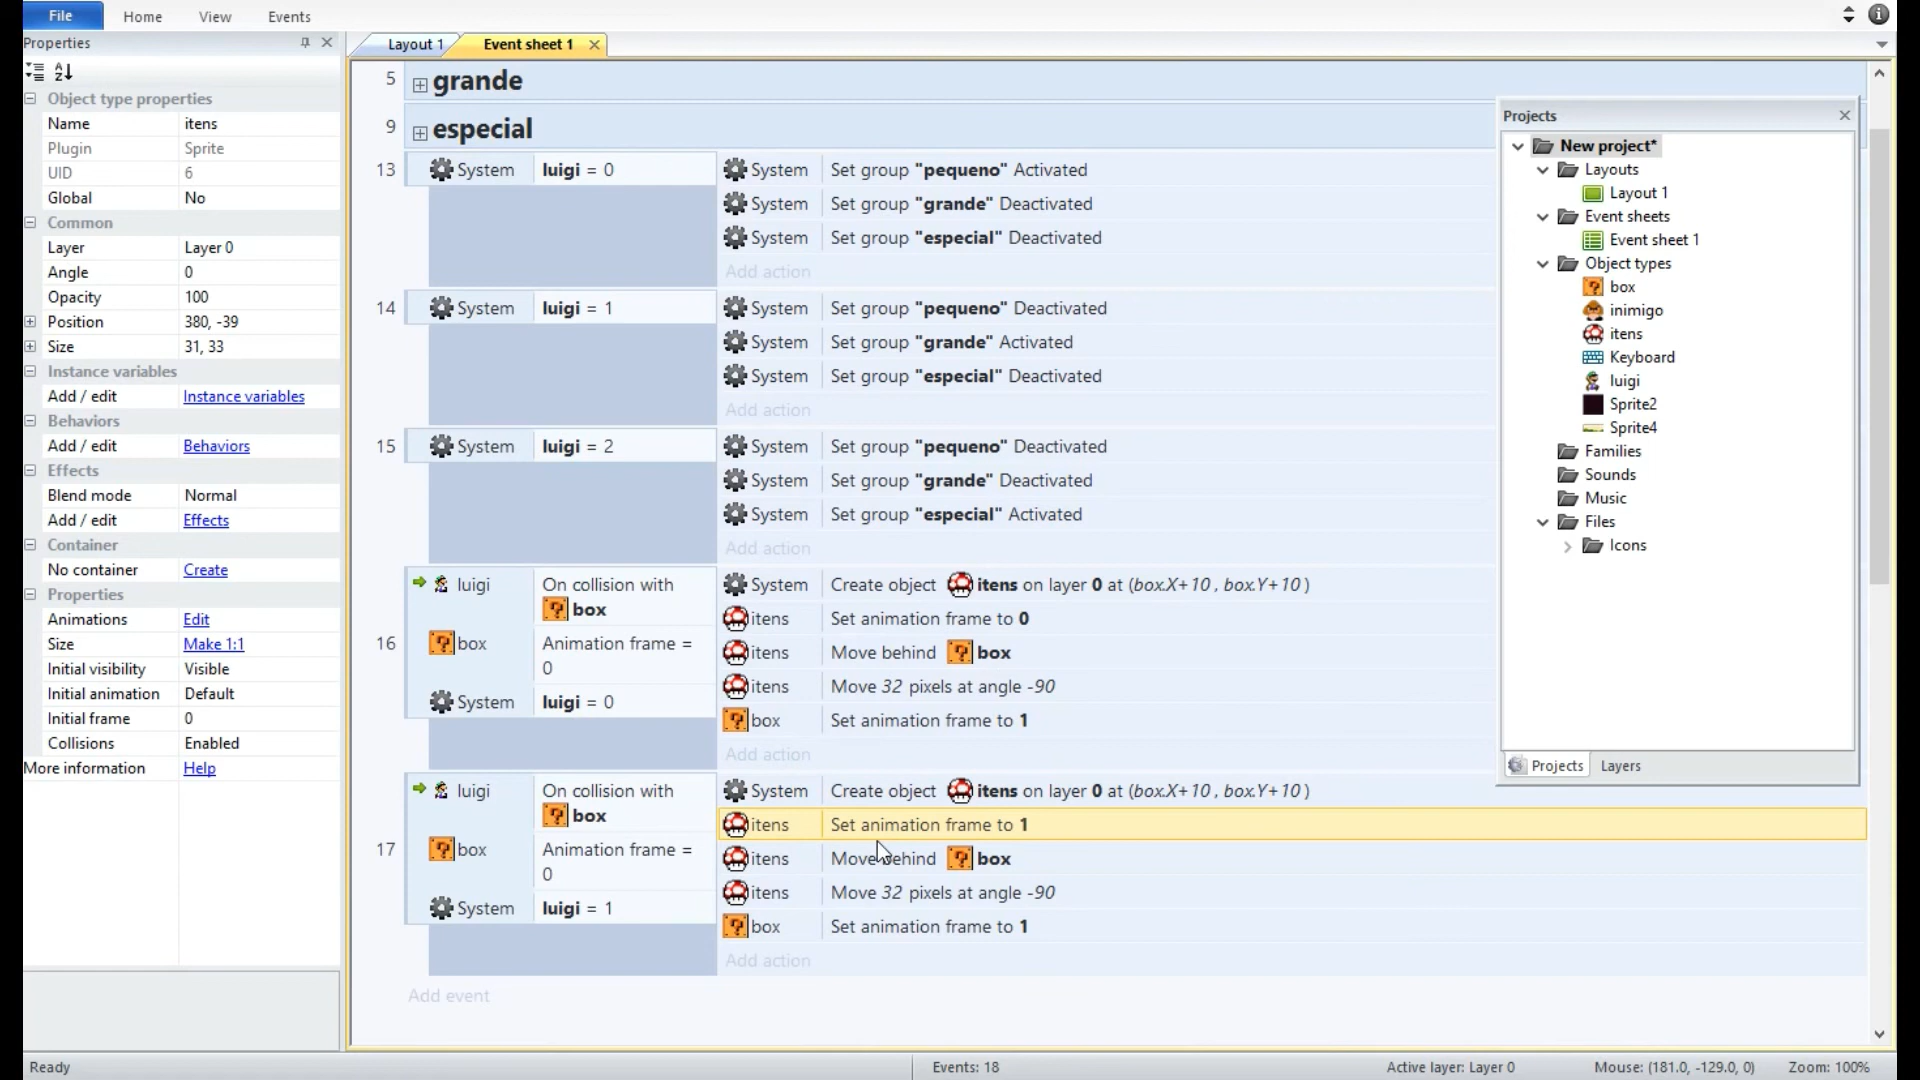 File Home View Events
Properties
Layout 1 Event sheet 1
Object type properties
Name itens
Plugin Sprite
UID 6
Global No
Common
Layer Layer 0
Angle 0
Opacity 100
Position 380, -39
Size 31, 33
Instance variables
Add / edit Instance variables
Behaviors
Add / edit Behaviors
Effects
Blend mode Normal
Add / edit Effects
Container
No container Create
Properties
Animations Edit
Size Make 1:1
Initial visibility Visible
Initial animation Default
Initial frame 0
Collisions Enabled
More information Help
5 grande
9 especial
13 System luigi = 0 System Set group "pequeno" Activated
System Set group "grande" Deactivated
System Set group "especial" Deactivated
Add action
14 System luigi = 1 System Set group "pequeno" Deactivated
System Set group "grande" Activated
System Set group "especial" Deactivated
Add action
15 System luigi = 2 System Set group "pequeno" Deactivated
System Set group "grande" Deactivated
System Set group "especial" Activated
Add action
luigi On collision with System Create object itens on layer 0 at (box.X+10 , box.Y+10 )
box itens Set animation frame to 0
16 box Animation frame = itens Move behind box
0 itens Move 32 pixels at angle -90
System luigi = 0 box Set animation frame to 1
Add action
luigi On collision with System Create object itens on layer 0 at (box.X+10 , box.Y+10 )
box itens Set animation frame to 1
17 box Animation frame = itens Move behind box
0 itens Move 32 pixels at angle -90
System luigi = 1 box Set animation frame to 1
Add action
Add event
Projects
New project*
Layouts
Layout 1
Event sheets
Event sheet 1
Object types
box
inimigo
itens
Keyboard
luigi
Sprite2
Sprite4
Families
Sounds
Music
Files
Icons
Projects Layers
Ready Events: 18 Active layer: Layer 0 Mouse: (181.0, -129.0, 0) Zoom: 100%